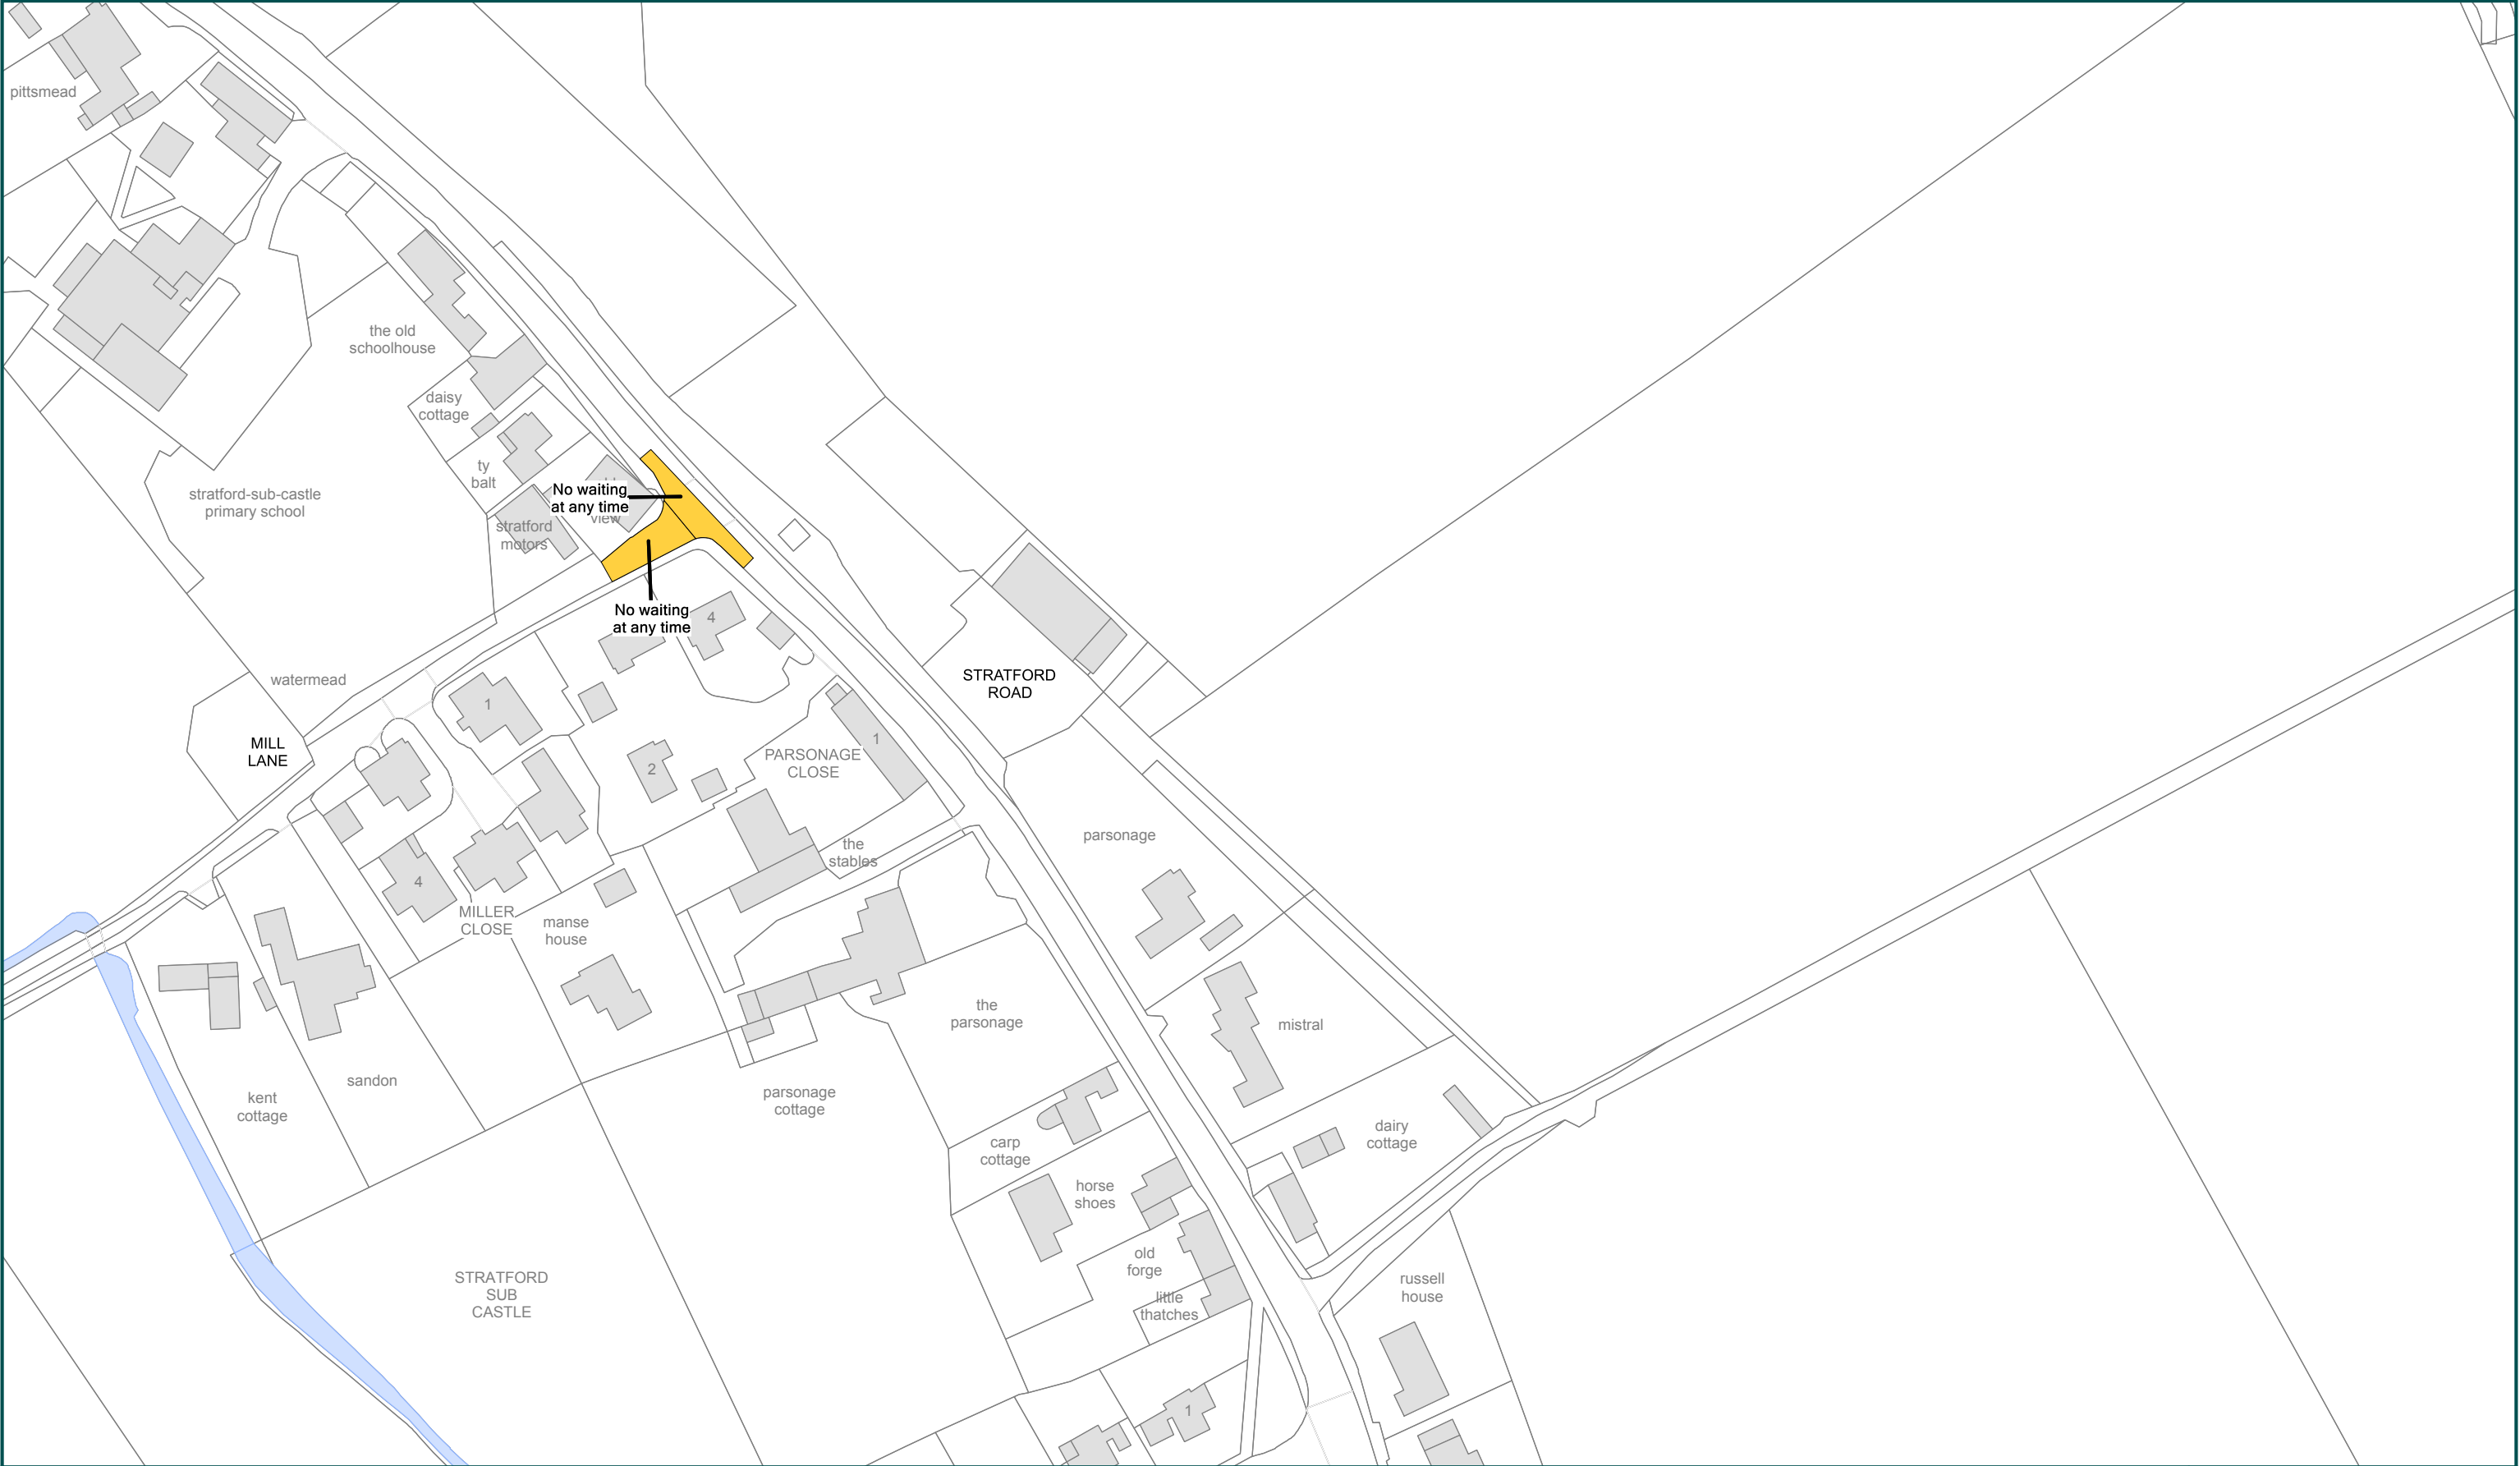 pittsmead
the old
schoolhouse
daisy
cottage
ty
balt
stratford-sub-castle
primary school
stratford
motors
view
No waiting
at any time
No waiting
at any time
4
watermead
1
MILL
LANE
STRATFORD
ROAD
2
PARSONAGE
CLOSE
1
the
stables
parsonage
4
MILLER
CLOSE
manse
house
the
parsonage
mistral
sandon
kent
cottage
parsonage
cottage
carp
cottage
dairy
cottage
horse
shoes
old
forge
little
thatches
russell
house
STRATFORD
SUB
CASTLE
1